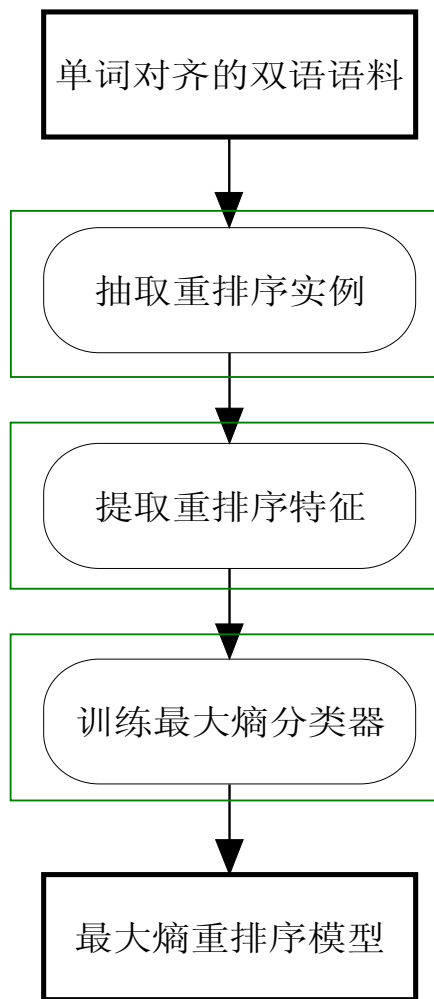 单词对齐的双语语料
抽取重排序实例
提取重排序特征
训练最大熵分类器
最大熵重排序模型